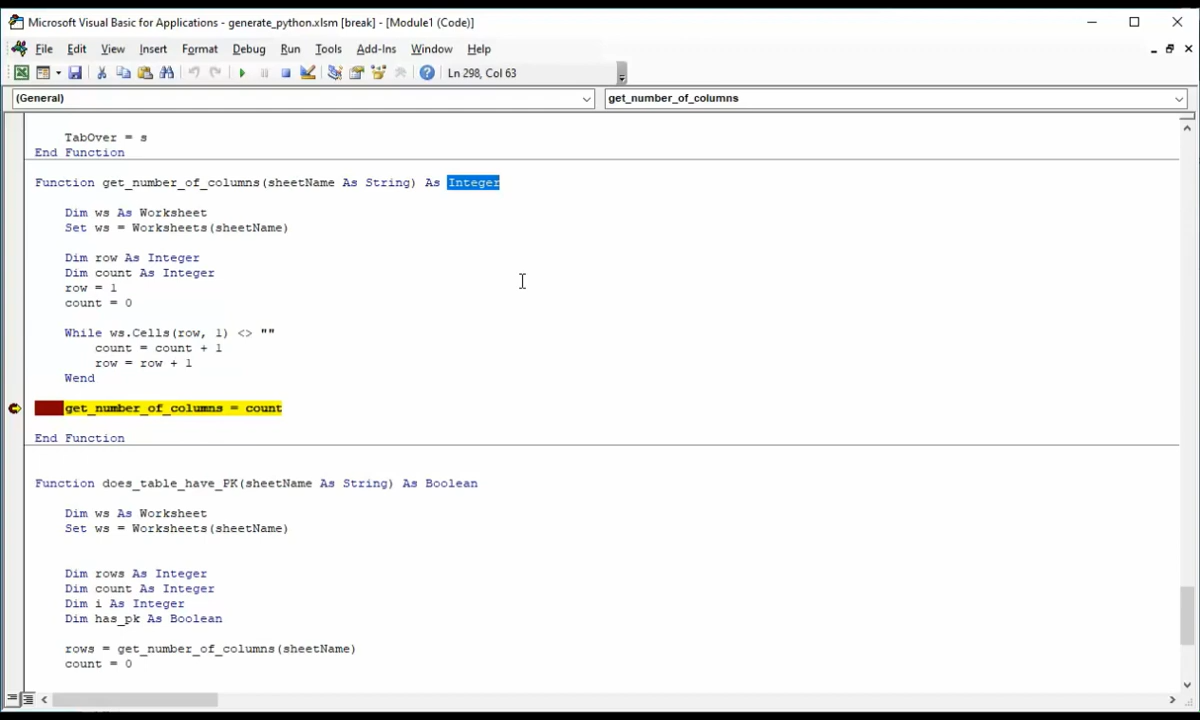 Microsoft Visual Basic for Applications - generate_python.xlsm [break] - [Module1 (Code)]
File Edit View Insert Format Debug Run Tools Add-Ins Window Help
Ln 298, Col 63
(General) get_number_of_columns
TabOver = s
End Function
Function get_number_of_columns(sheetName As String) As Integer
Dim ws As Worksheet
Set ws = Worksheets(sheetName)
Dim row As Integer
Dim count As Integer
row = 1
count = 0
While ws.Cells(row, 1) <> ""
count = count + 1
row = row + 1
Wend
get_number_of_columns = count
End Function
Function does_table_have_PK(sheetName As String) As Boolean
Dim ws As Worksheet
Set ws = Worksheets(sheetName)
Dim rows As Integer
Dim count As Integer
Dim i As Integer
Dim has_pk As Boolean
rows = get_number_of_columns(sheetName)
count = 0